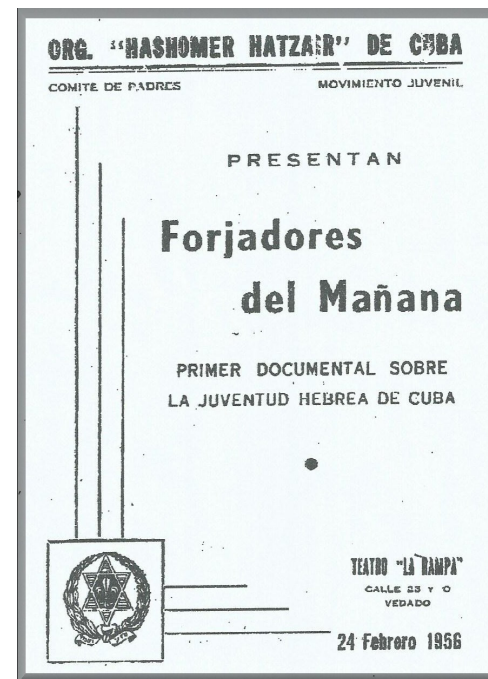 ORG. "HASHOMER HATZAIR" DE CUBA
COMITE DE PADRES MOVIMIENTO JUVENIL
PRESENTAN
Forjadores
del Mañana
PRIMER DOCUMENTAL SOBRE
LA JUVENTUD HEBREA DE CUBA
TEATRO "LA RAMPA"
CALLE 23 Y O
VEDADO
24 Febrero 1956